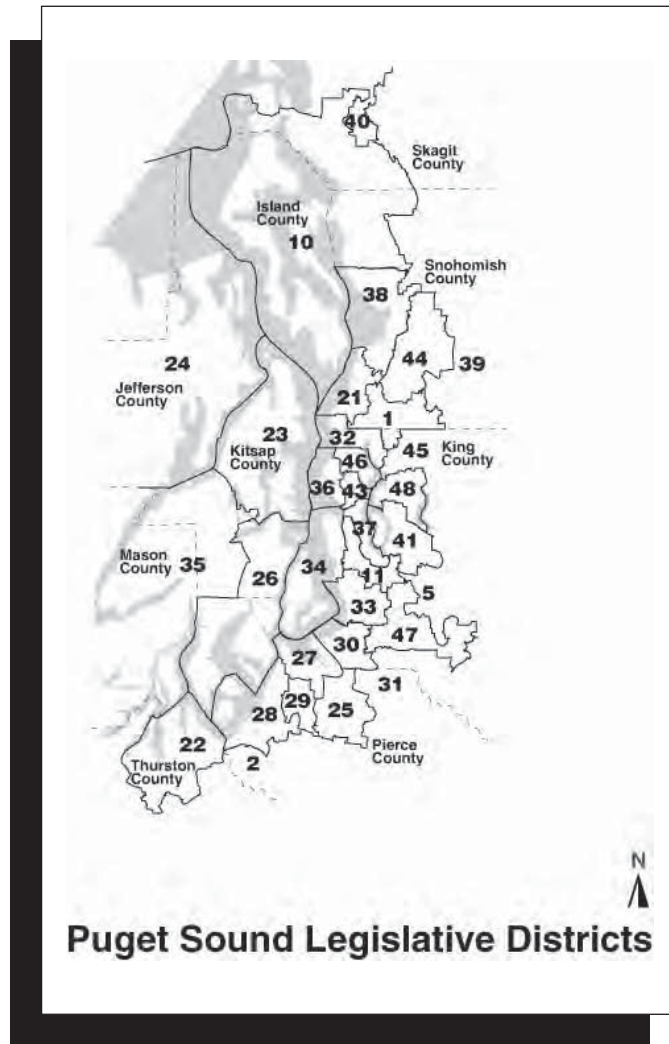 40
Skagit
County
Island
County
10
Snohomish
County
38
24
44
39
Jefferson
County
21
1
23
32
45
King
County
Kitsap
County
46
36
43
48
37
41
Mason
County
35
26
34
11
5
33
47
30
27
31
29
28
25
22
Pierce
County
2
Thurston
County
N
Puget Sound Legislative Districts